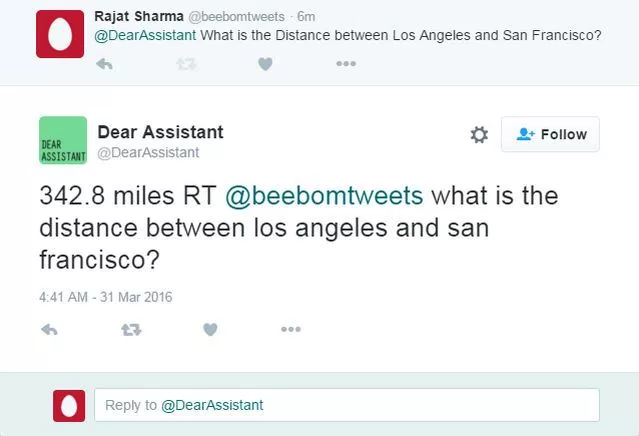 Rajat Sharma @beebomtweets · 6m
@DearAssistant What is the Distance between Los Angeles and San Francisco?
DEAR
ASSISTANT
Dear Assistant
@DearAssistant
Follow
342.8 miles RT @beebomtweets what is the
distance between los angeles and san
francisco?
4:41 AM - 31 Mar 2016
Reply to @DearAssistant